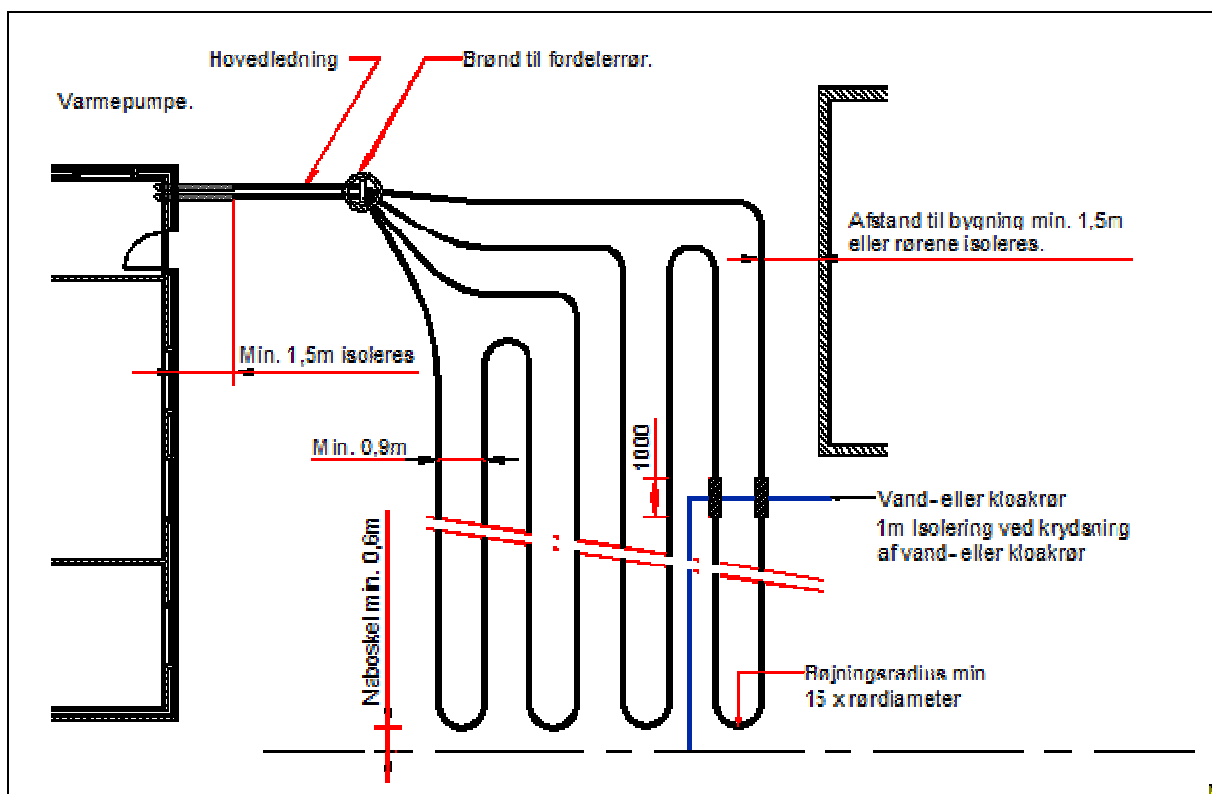 Hovedledning
Brønd til fordelerrør.
Varmepumpe.
Afstand til bygning min. 1,5m
eller rørene isoleres.
Min. 1,5m isoleres
Min. 0,9m
1000
Vand- eller kloakrør
1m Isolering ved krydsning
af vand- eller kloakrør
Naboskel min. 0,6m
Bøjningsradius min
15 x rørdiameter